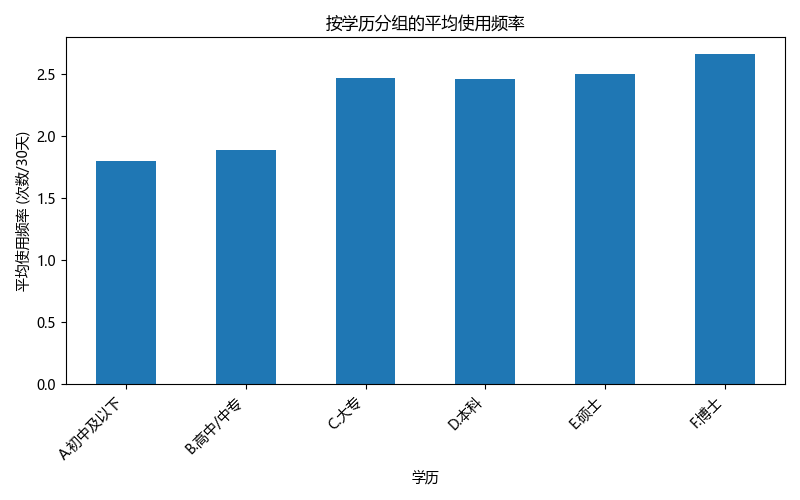 按学历分组的平均使用频率
平均使用频率 (次数/30天)
2.5
2.0
1.5
1.0
0.5
0.0
A.初中及以下
B.高中/中专
C.大专
D.本科
E.硕士
F.博士
学历